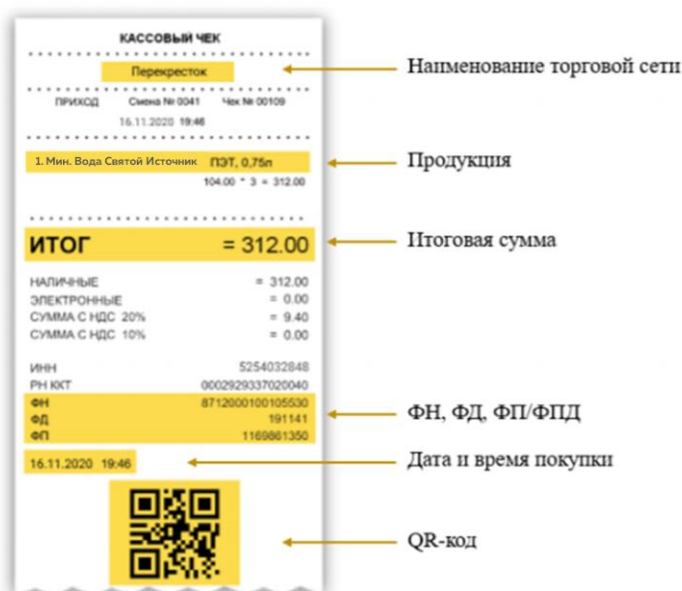 КАССОВЫЙ ЧЕК
Перекресток
Наименование торговой сети
ПРИХОД Смена № 0041 Чек № 00109
16.11.2020 19:46
1. Мин. Вода Святой Источник ПЭТ, 0,75л
Продукция
104.00 * 3 = 312.00
ИТОГ = 312.00
Итоговая сумма
НАЛИЧНЫЕ = 312.00
ЭЛЕКТРОННЫЕ = 0.00
СУММА С НДС 20% = 9.40
СУММА С НДС 10% = 0.00
ИНН 5254032848
РН ККТ 0002929337020040
ФН 8712000100105530
ФД 191141
ФП 1169861350
ФН, ФД, ФП/ФПД
16.11.2020 19:46
Дата и время покупки
QR-код